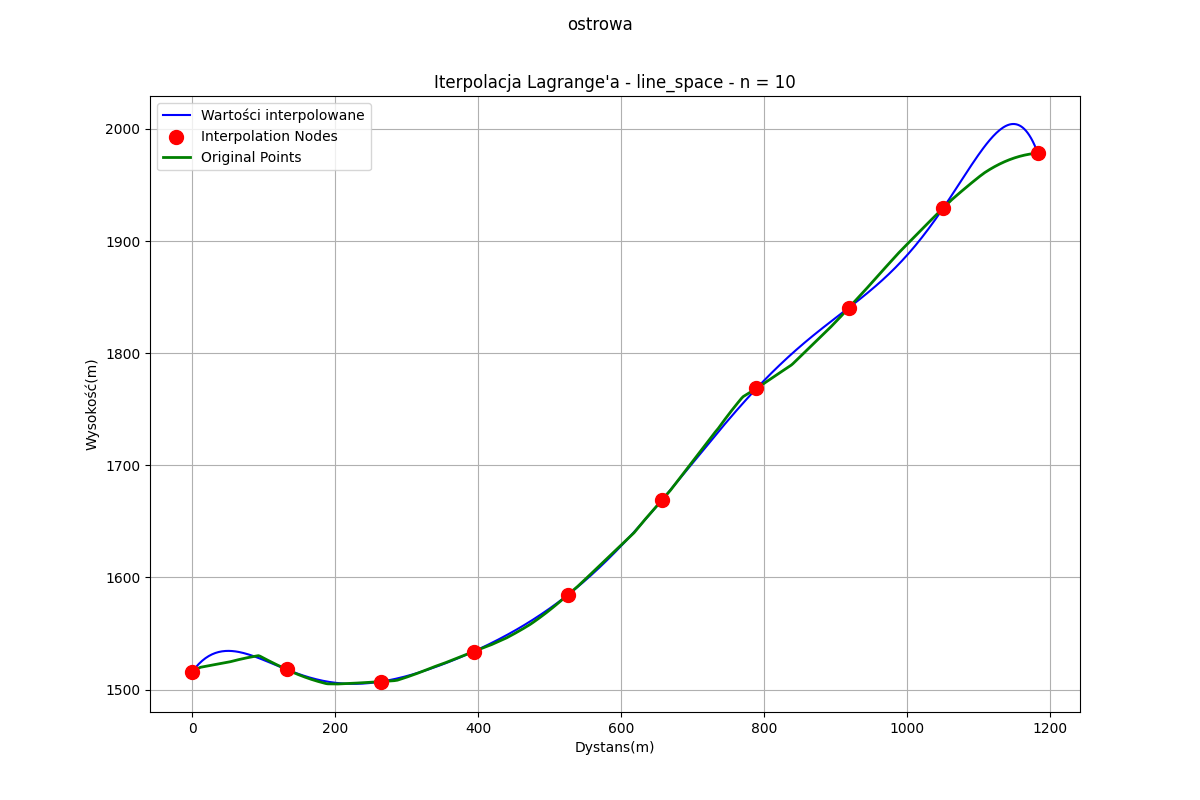 ostrowa
Iterpolacja Lagrange'a - line_space - n = 10
Wartości interpolowane
Interpolation Nodes
Original Points
Wysokość(m)
2000
1900
1800
1700
1600
1500
0 200 400 600 800 1000 1200
Dystans(m)